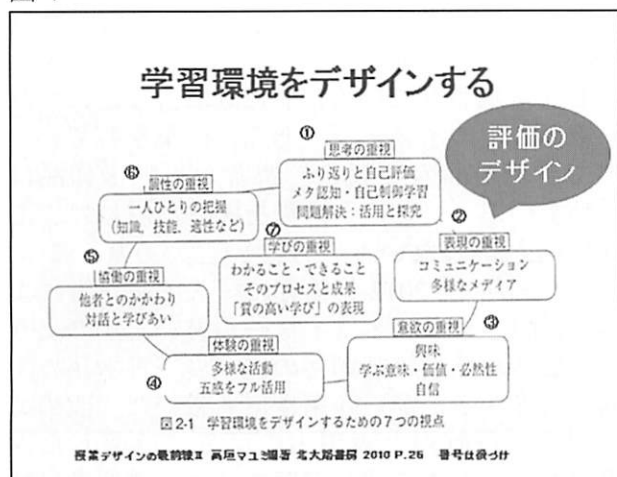 学習環境をデザインする
評価の
デザイン
①
思考の重視
ふり返りと自己評価
メタ認知・自己制御学習
問題解決:活用と探究
②
表現の重視
コミュニケーション
多様なメディア
③
意欲の重視
興味
学ぶ意味・価値・必然性
自信
④
体験の重視
多様な活動
五感をフル活用
⑤
協働の重視
他者とのかかわり
対話と学びあい
⑥
個性の重視
一人ひとりの把握
(知識、技能、適性など)
⑦
学びの重視
わかること・できること
そのプロセスと成果
「質の高い学び」の表現
図2-1 学習環境をデザインするための7つの視点
授業デザインの最前線Ⅱ 高垣マユミ編著 北大路書房 2010 P.26 番号は後づけ